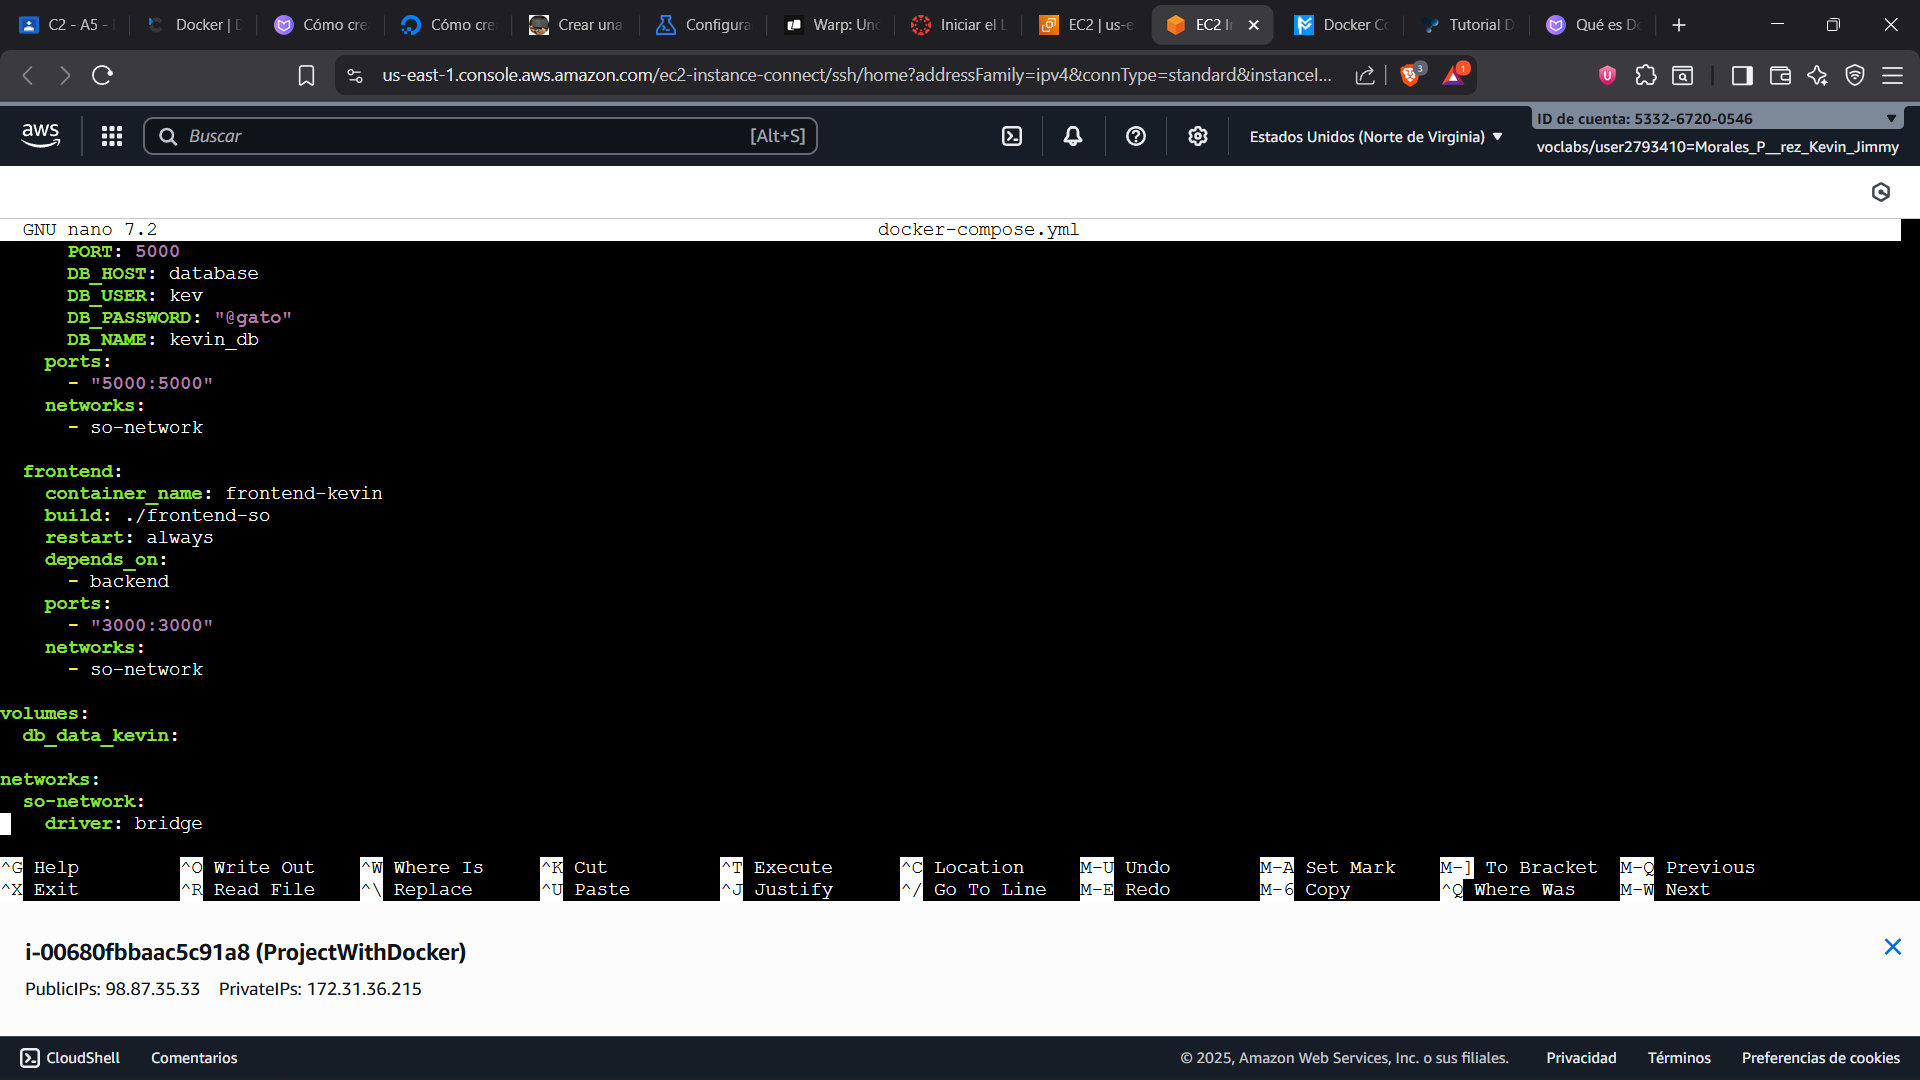 C2 - A5 -
Docker | D
Cómo cre
Cómo cre
Crear una
Configura
Warp: Un
Iniciar el L
EC2 | us-e
EC2 I
Docker Co
Tutorial D
Qué es Do
us-east-1.console.aws.amazon.com/ec2-instance-connect/ssh/home?addressFamily=ipv4&connType=standard&instanceI...
3
1
aws
Buscar
[Alt+S]
Estados Unidos (Norte de Virginia)
ID de cuenta: 5332-6720-0546
voclabs/user2793410=Morales_P__rez_Kevin_Jimmy
GNU nano 7.2 docker-compose.yml
PORT: 5000
DB_HOST: database
DB_USER: kev
DB_PASSWORD: "@gato"
DB_NAME: kevin_db
ports:
- "5000:5000"
networks:
- so-network
frontend:
container_name: frontend-kevin
build: ./frontend-so
restart: always
depends_on:
- backend
ports:
- "3000:3000"
networks:
- so-network
volumes:
db_data_kevin:
networks:
so-network:
driver: bridge
^G Help ^O Write Out ^W Where Is ^K Cut ^T Execute ^C Location M-U Undo M-A Set Mark M-] To Bracket M-Q Previous
^X Exit ^R Read File ^\ Replace ^U Paste ^J Justify ^/ Go To Line M-E Redo M-6 Copy ^Q Where Was M-W Next
i-00680fbbaac5c91a8 (ProjectWithDocker)
PublicIPs: 98.87.35.33 PrivateIPs: 172.31.36.215
CloudShell Comentarios © 2025, Amazon Web Services, Inc. o sus filiales. Privacidad Términos Preferencias de cookies